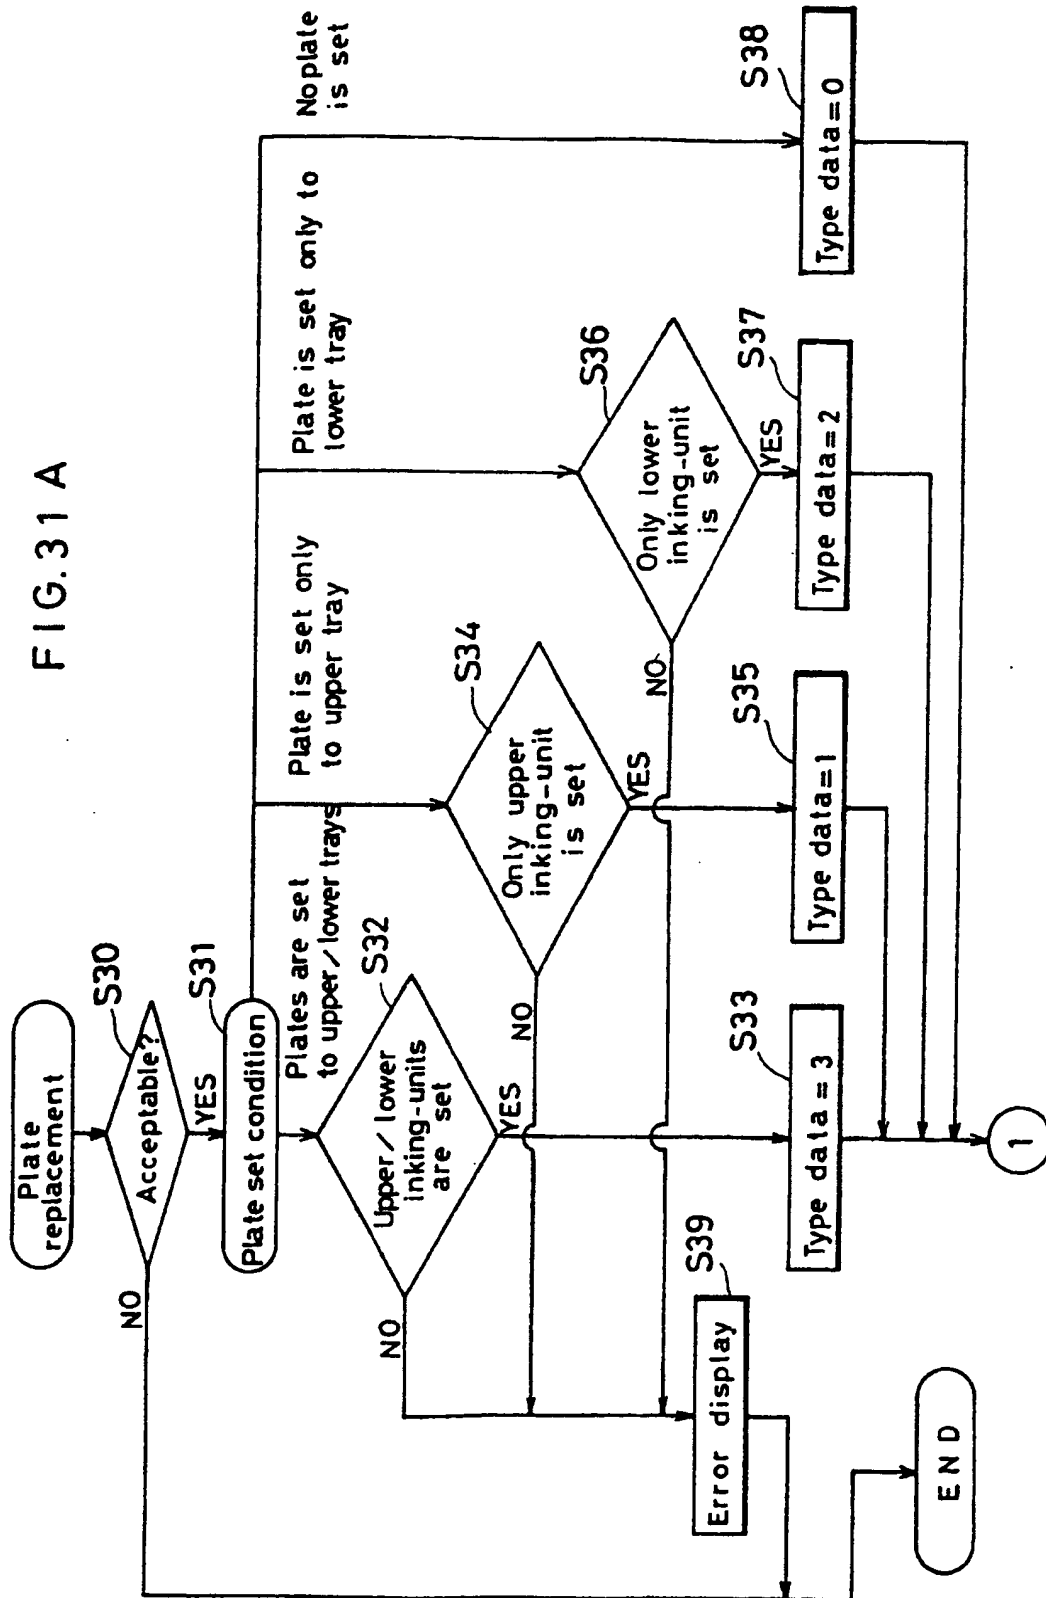 FIG.31 A
Plate
replacement
S30
Acceptable?
NO
YES
S31
Plate set condition
Plates are set
to upper/lower trays
Plate is set only
to upper tray
Plate is set only to
lower tray
Noplate
is set
S32
Upper/lower
inking-units
are set
NO
YES
S34
Only upper
inking-unit
is set
NO
YES
S36
Only lower
inking-unit
is set
NO
YES
S39
Error display
S33
Type data = 3
S35
Type data=1
S37
Type data=2
S38
Type data=0
END
1